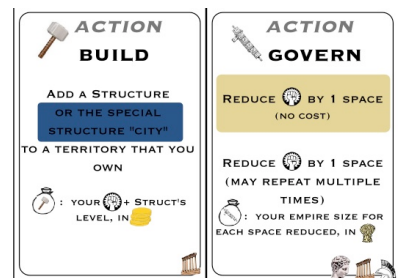 ACTION
BUILD
ADD A STRUCTURE
OR THE SPECIAL
STRUCTURE "CITY"
TO A TERRITORY THAT YOU
OWN
: YOUR + STRUCT'S
LEVEL, IN
ACTION
GOVERN
REDUCE BY 1 SPACE
(NO COST)
REDUCE BY 1 SPACE
(MAY REPEAT MULTIPLE
TIMES)
: YOUR EMPIRE SIZE FOR
EACH SPACE REDUCED, IN